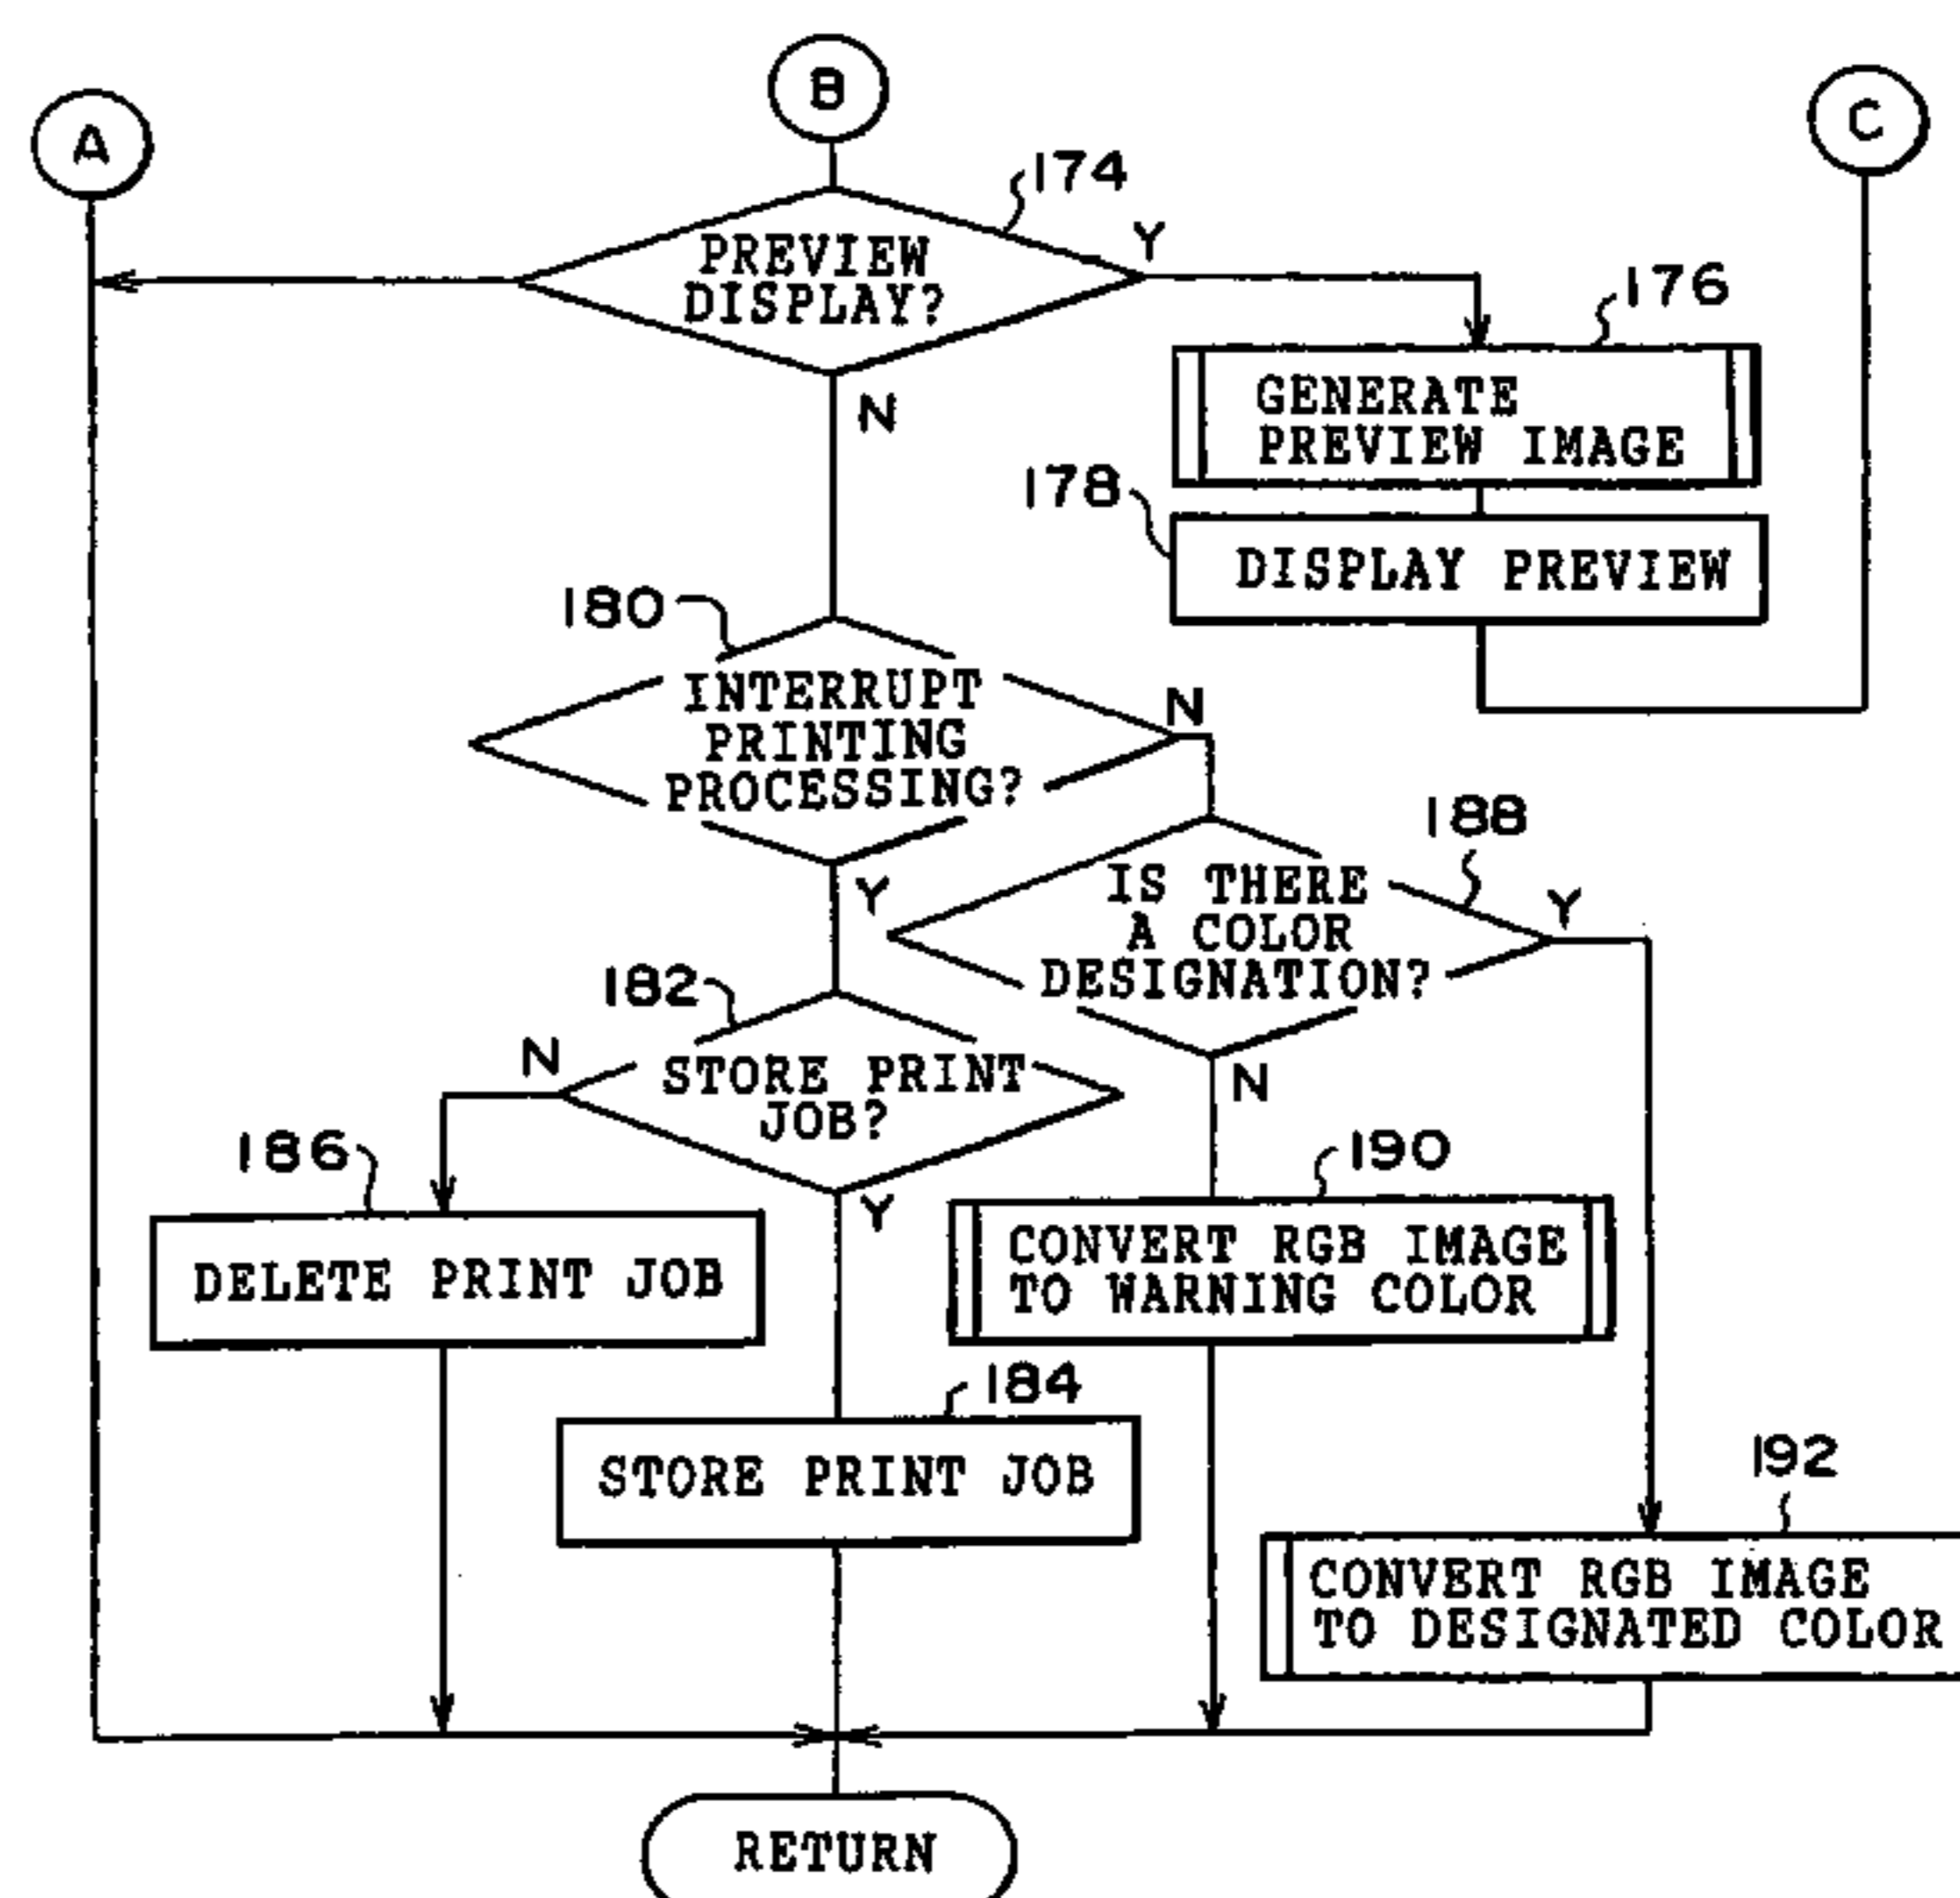 B
A
C
174
PREVIEW
DISPLAY?
Y
N
176
GENERATE
PREVIEW IMAGE
178
DISPLAY PREVIEW
180
INTERRUPT
PRINTING
PROCESSING?
N
Y
188
IS THERE
A COLOR
DESIGNATION?
Y
N
182
STORE PRINT
JOB?
N
Y
186
DELETE PRINT JOB
190
CONVERT RGB IMAGE
TO WARNING COLOR
184
STORE PRINT JOB
192
CONVERT RGB IMAGE
TO DESIGNATED COLOR
RETURN